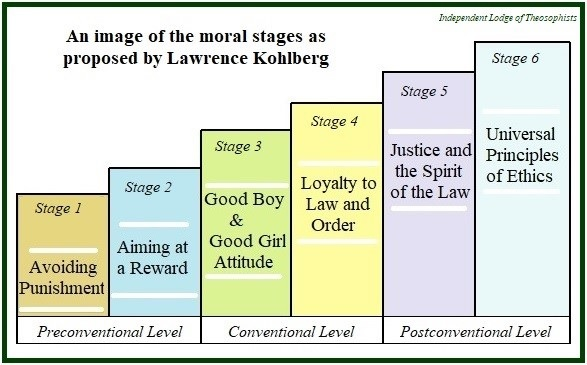 Independent Lodge of Theosophists
An image of the moral stages as
proposed by Lawrence Kohlberg
Stage 1
Avoiding
Punishment
Stage 2
Aiming at
a Reward
Stage 3
Good Boy
&
Good Girl
Attitude
Stage 4
Loyalty to
Law and
Order
Stage 5
Justice and
the Spirit
of the Law
Stage 6
Universal
Principles
of Ethics
Preconventional Level
Conventional Level
Postconventional Level